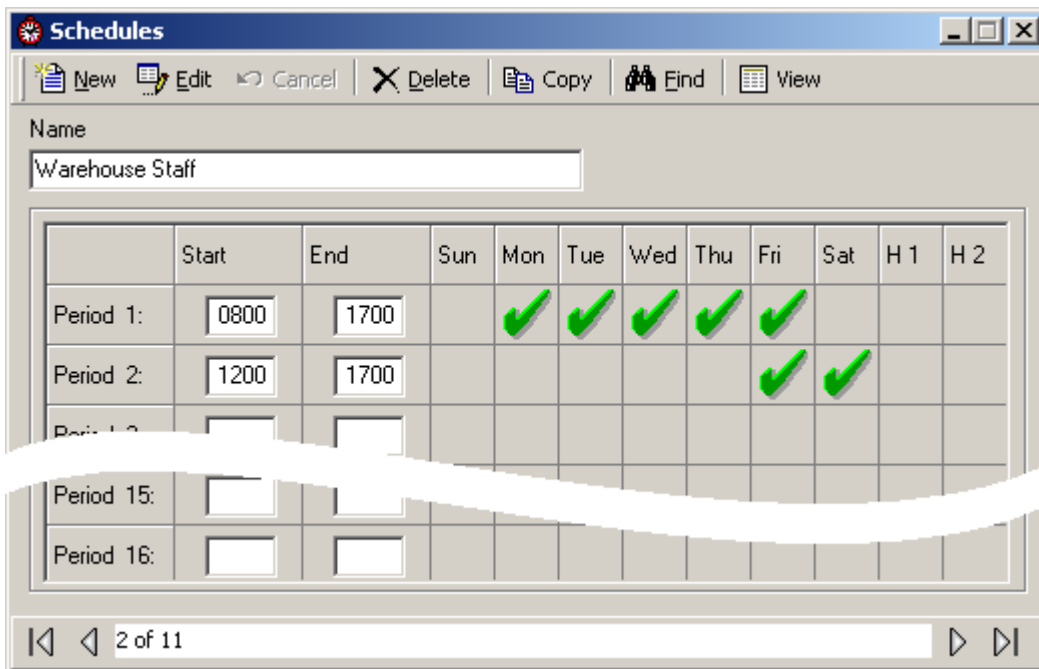 Schedules
New Edit Cancel Delete Copy Find View
Name
Warehouse Staff
Start End Sun Mon Tue Wed Thu Fri Sat H 1 H 2
Period 1: 0800 1700
Period 2: 1200 1700
Period 15:
Period 16:
2 of 11